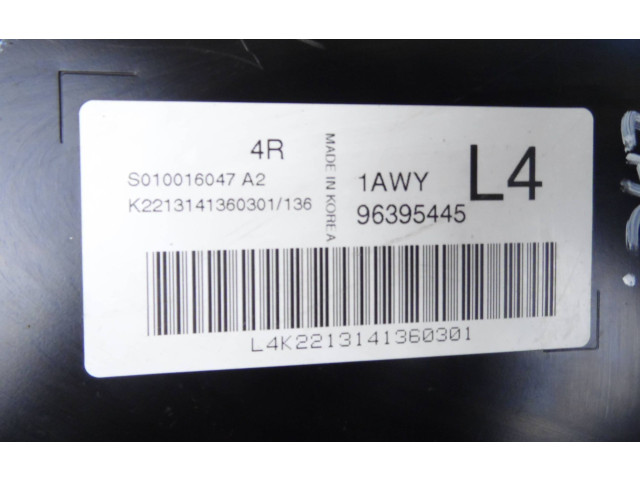 4R
S010016047 A2
K2213141360301/136
MADE IN KOREA
1AWY
L4
96395445
L4K2213141360301